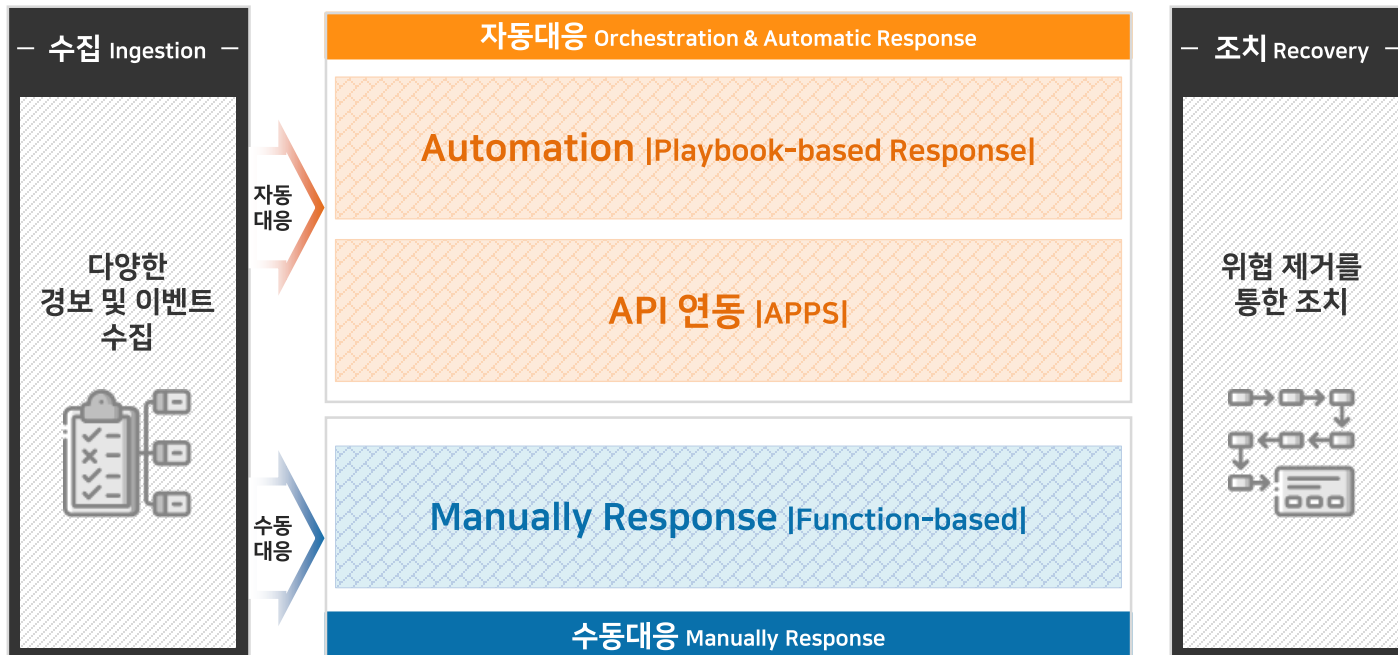 수집 Ingestion
다양한
경보 및 이벤트
수집
자동
대응
수동
대응
자동대응 Orchestration & Automatic Response
Automation |Playbook-based Response|
API 연동 |APPS|
Manually Response |Function-based|
수동대응 Manually Response
조치 Recovery
위협 제거를
통한 조치